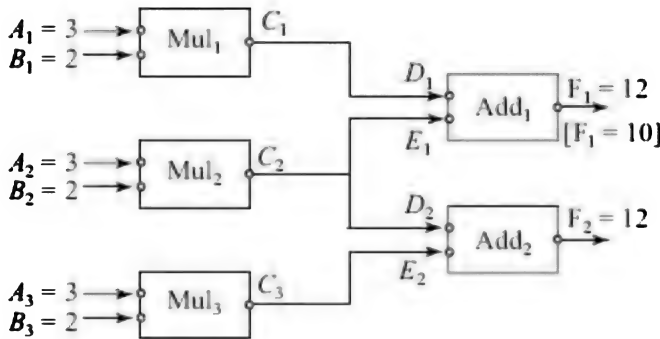 A₁ = 3
B₁ = 2
Mul₁
C₁
D₁
E₁
Add₁
F₁ = 12
[F₁ = 10]
A₂ = 3
B₂ = 2
Mul₂
C₂
D₂
E₂
Add₂
F₂ = 12
A₃ = 3
B₃ = 2
Mul₃
C₃